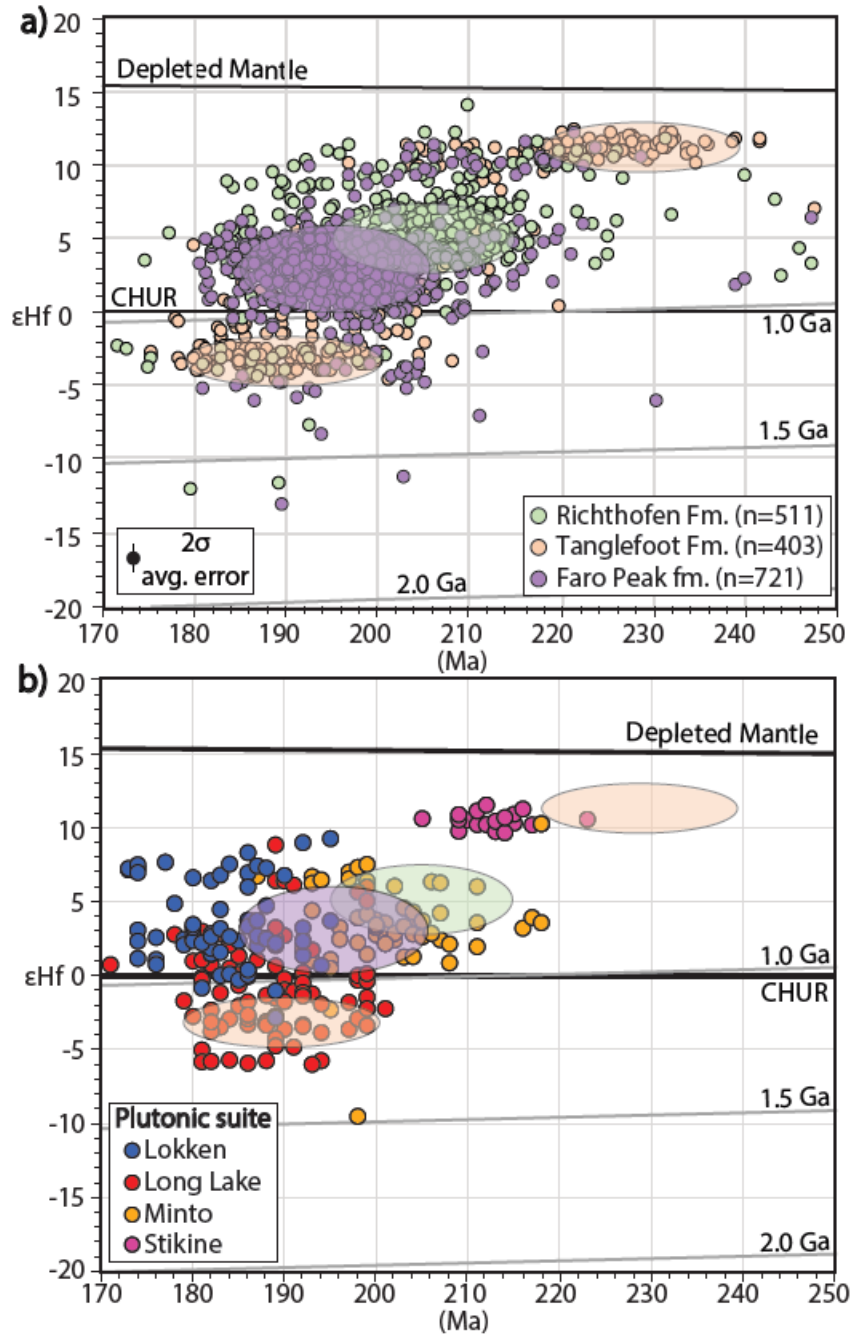 a)
20
Depleted Mantle
15
10
5
CHUR
εHf 0
1.0 Ga
-5
1.5 Ga
-10
-15
2σ
avg. error
Richthofen Fm. (n=511)
Tanglefoot Fm. (n=403)
Faro Peak fm. (n=721)
2.0 Ga
-20
170 180 190 200 210 220 230 240 250
(Ma)
b)
20
Depleted Mantle
15
10
5
1.0 Ga
εHf 0
CHUR
-5
1.5 Ga
-10
Plutonic suite
Lokken
Long Lake
Minto
Stikine
-15
2.0 Ga
-20
170 180 190 200 210 220 230 240 250
(Ma)